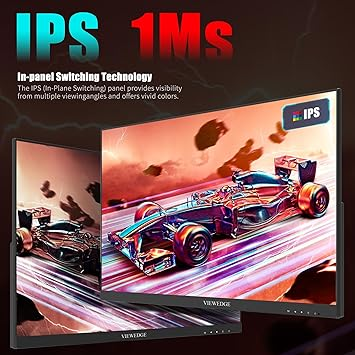 IPS 1Ms
In-panel Switching Technology
The IPS (In-Plane Switching) panel provides visibility
from multiple viewingangles and offers vivid colors.
IPS
VIEWEDGE
VIEWEDGE